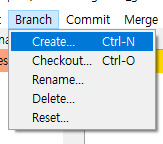 Branch Commit Merge
Create... Ctrl-N
Checkout... Ctrl-O
Rename...
Delete...
Reset...